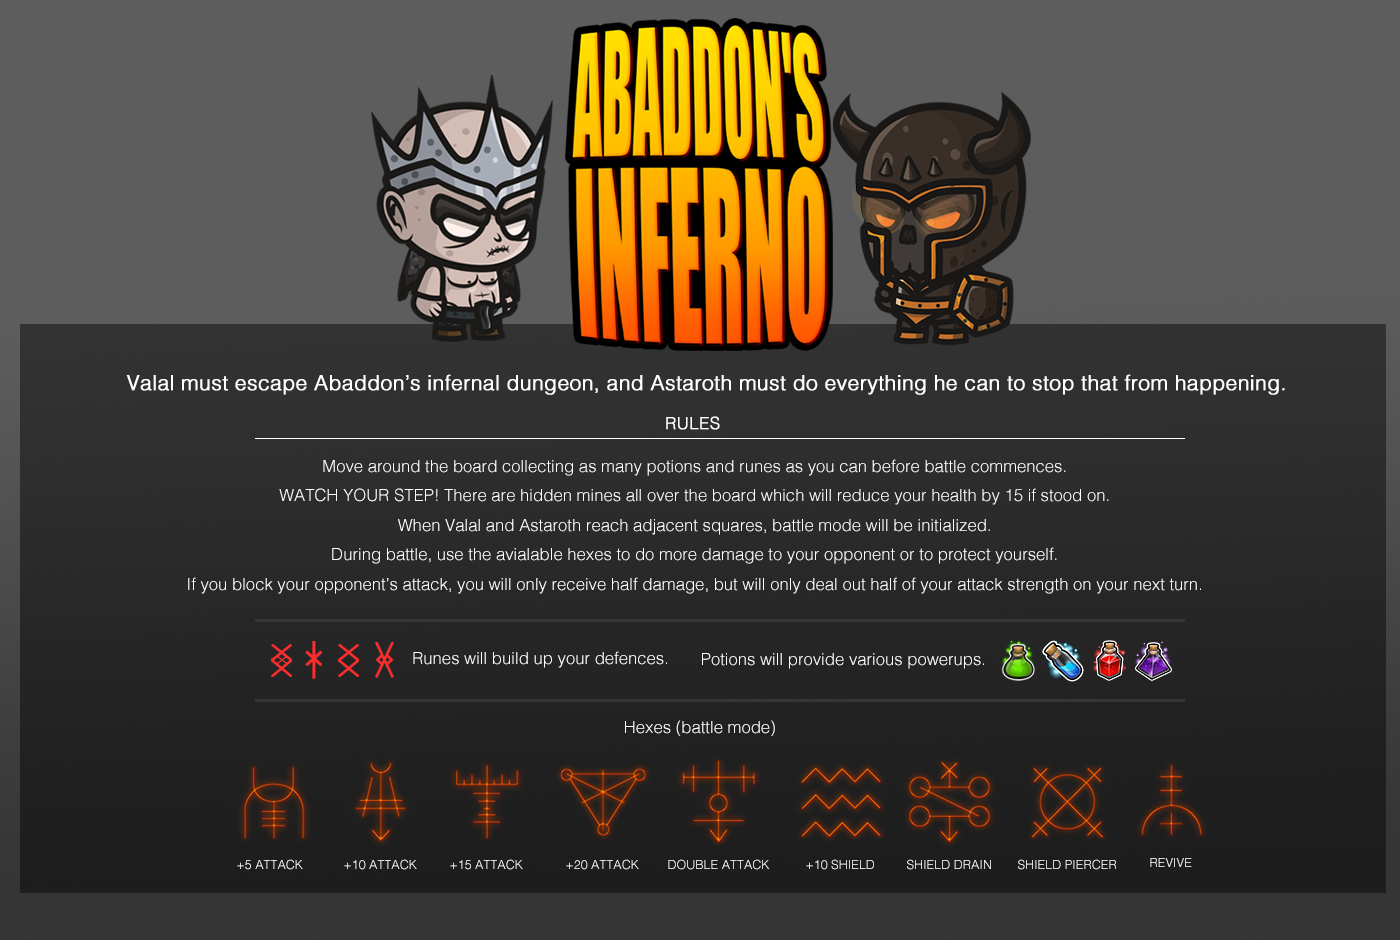 ABADDON'S
INFERNO
Valal must escape Abaddon’s infernal dungeon, and Astaroth must do everything he can to stop that from happening.
RULES
Move around the board collecting as many potions and runes as you can before battle commences.
WATCH YOUR STEP! There are hidden mines all over the board which will reduce your health by 15 if stood on.
When Valal and Astaroth reach adjacent squares, battle mode will be initialized.
During battle, use the avialable hexes to do more damage to your opponent or to protect yourself.
If you block your opponent’s attack, you will only receive half damage, but will only deal out half of your attack strength on your next turn.
Runes will build up your defences.
Potions will provide various powerups.
Hexes (battle mode)
+5 ATTACK
+10 ATTACK
+15 ATTACK
+20 ATTACK
DOUBLE ATTACK
+10 SHIELD
SHIELD DRAIN
SHIELD PIERCER
REVIVE